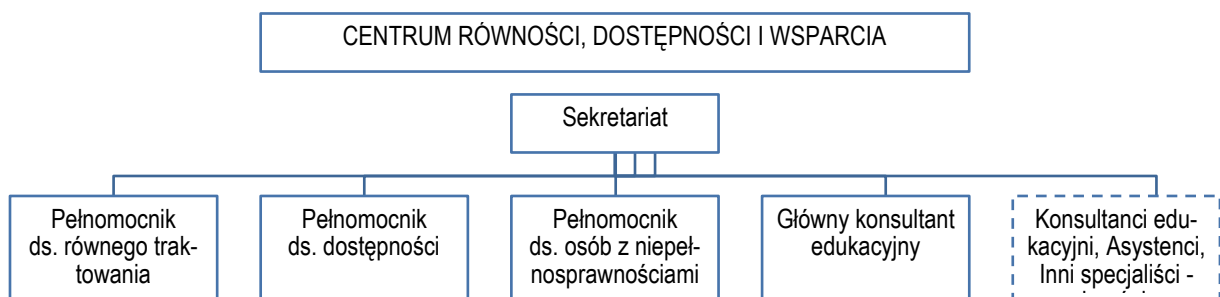 CENTRUM RÓWNOŚCI, DOSTĘPNOŚCI I WSPARCIA
Sekretariat
Pełnomocnik
ds. równego trak-
towania
Pełnomocnik
ds. dostępności
Pełnomocnik
ds. osób z niepeł-
nosprawnościami
Główny konsultant
edukacyjny
Konsultanci edu-
kacyjni, Asystenci,
Inni specjaliści -